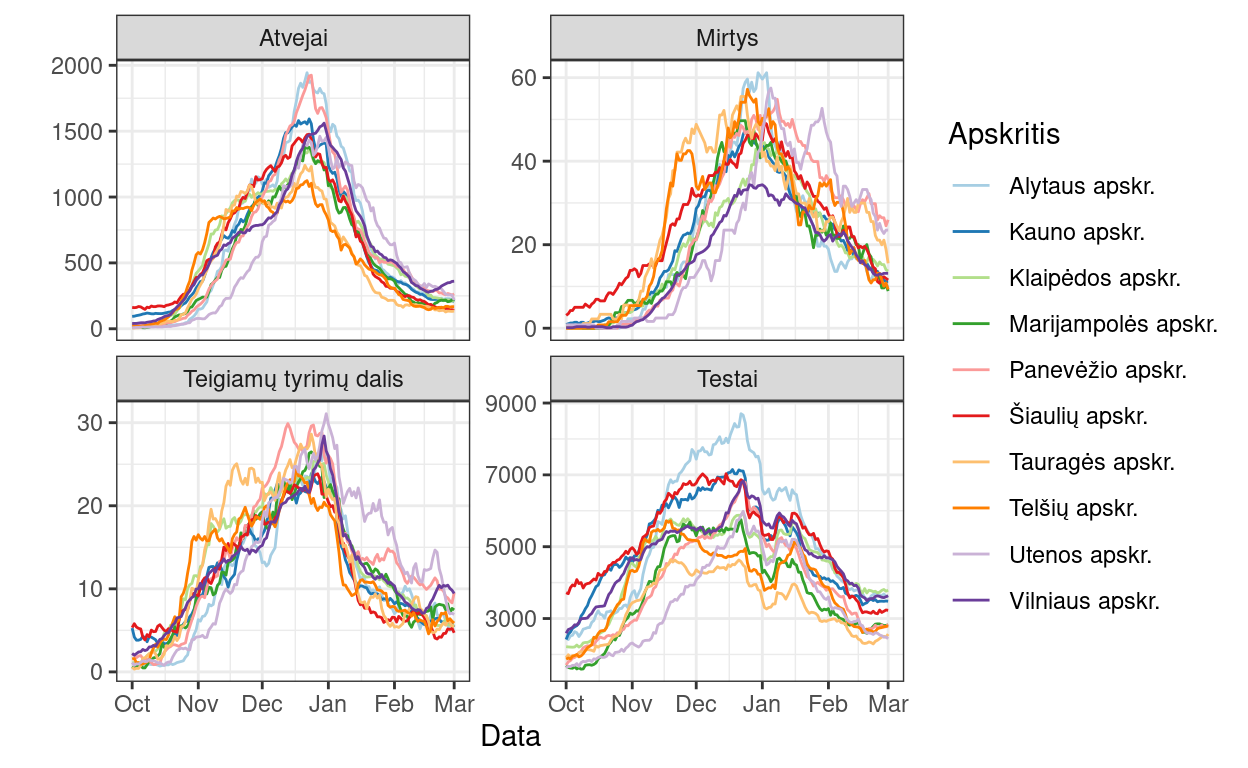 Atvejai
Mirtys
2000
1500
1000
500
0
60
40
20
0
Teigiamų tyrimų dalis
Testai
30
20
10
0
9000
7000
5000
3000
Oct Nov Dec Jan Feb Mar
Oct Nov Dec Jan Feb Mar
Data
Apskritis
Alytaus apskr.
Kauno apskr.
Klaipėdos apskr.
Marijampolės apskr.
Panevėžio apskr.
Šiaulių apskr.
Tauragės apskr.
Telšių apskr.
Utenos apskr.
Vilniaus apskr.